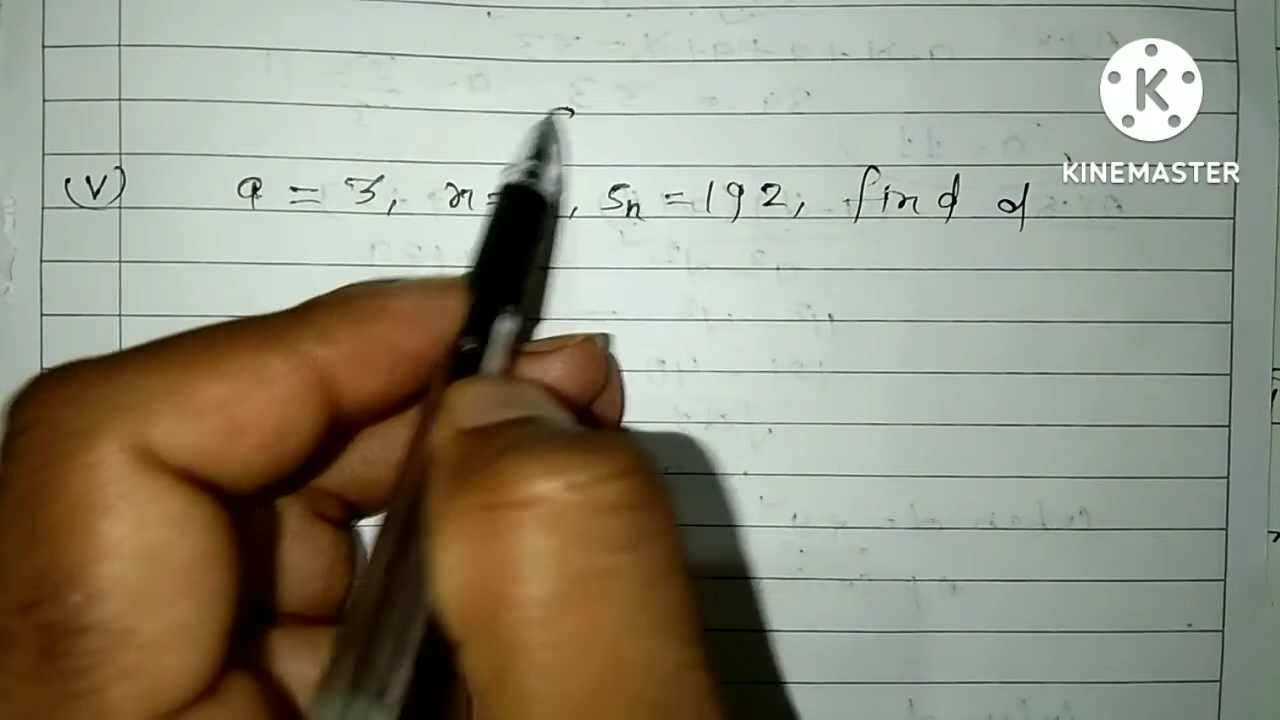 (V) a = 3, n= , Sn = 192, find d
K
KINEMASTER